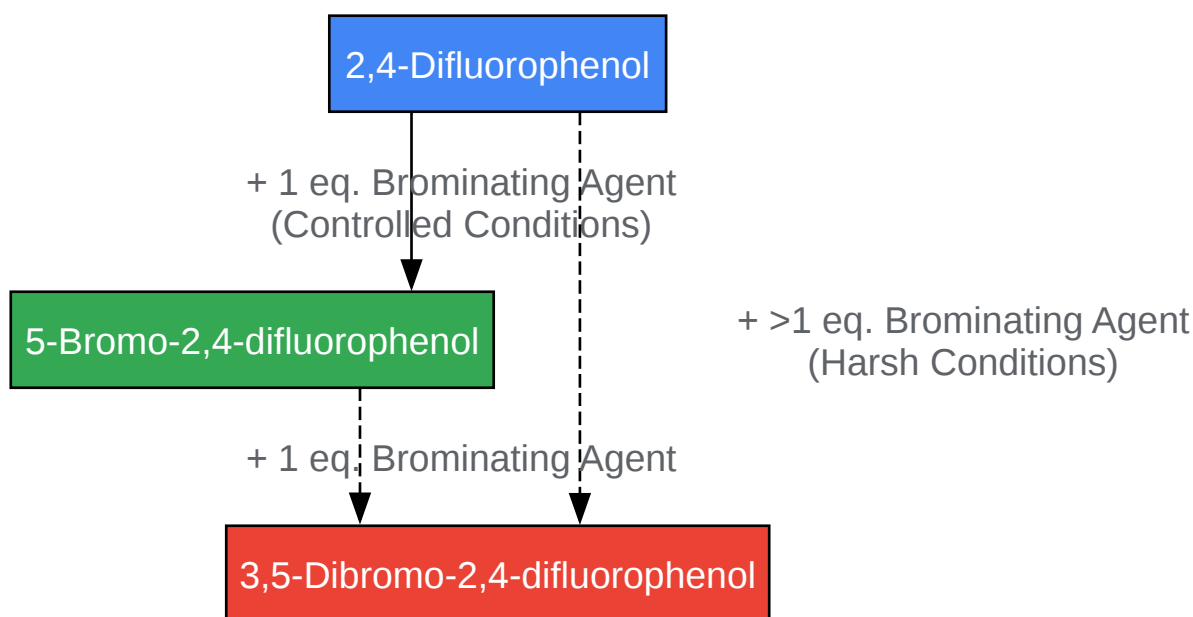 2,4-Difluorophenol
+ 1 eq. Brominating Agent
(Controlled Conditions)
5-Bromo-2,4-difluorophenol
+ >1 eq. Brominating Agent
(Harsh Conditions)
+ 1 eq. Brominating Agent
3,5-Dibromo-2,4-difluorophenol